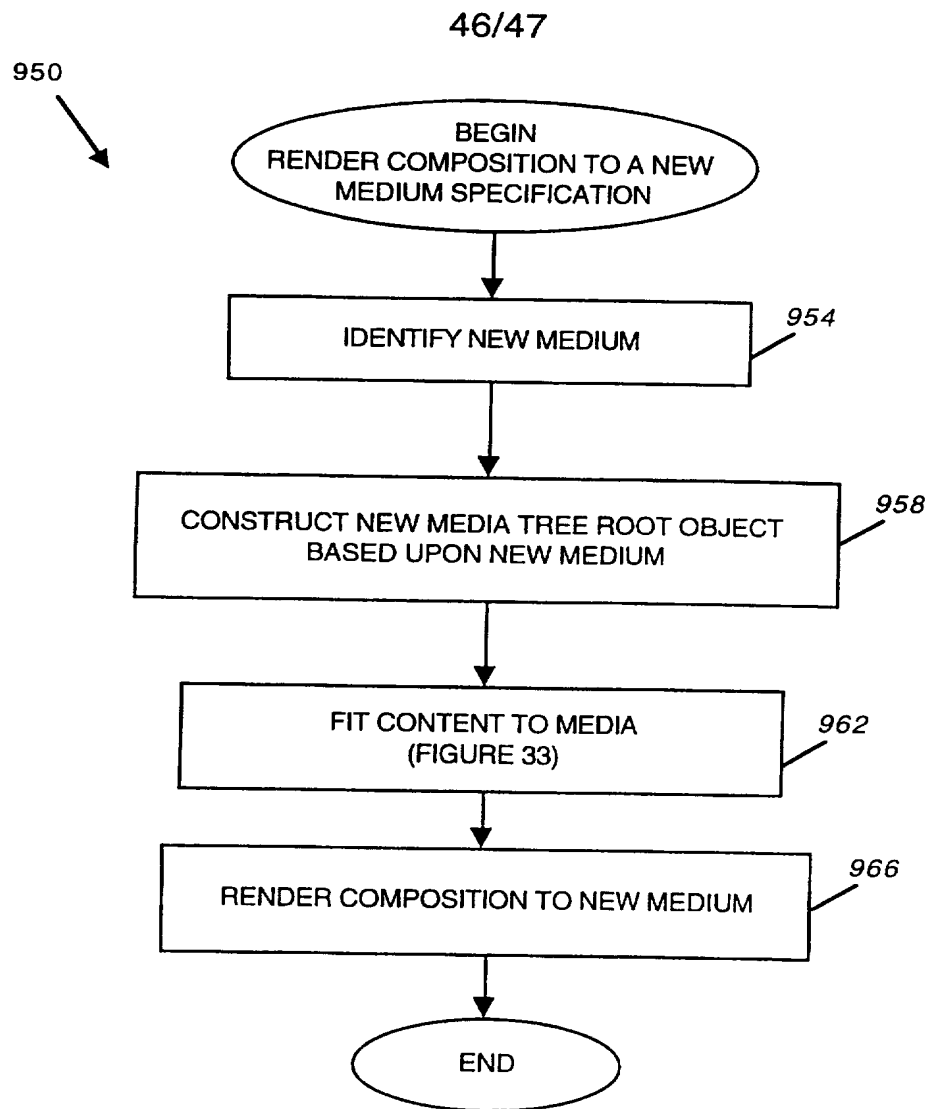 46/47
950
BEGIN
RENDER COMPOSITION TO A NEW
MEDIUM SPECIFICATION
IDENTIFY NEW MEDIUM
954
CONSTRUCT NEW MEDIA TREE ROOT OBJECT
BASED UPON NEW MEDIUM
958
FIT CONTENT TO MEDIA
(FIGURE 33)
962
RENDER COMPOSITION TO NEW MEDIUM
966
END